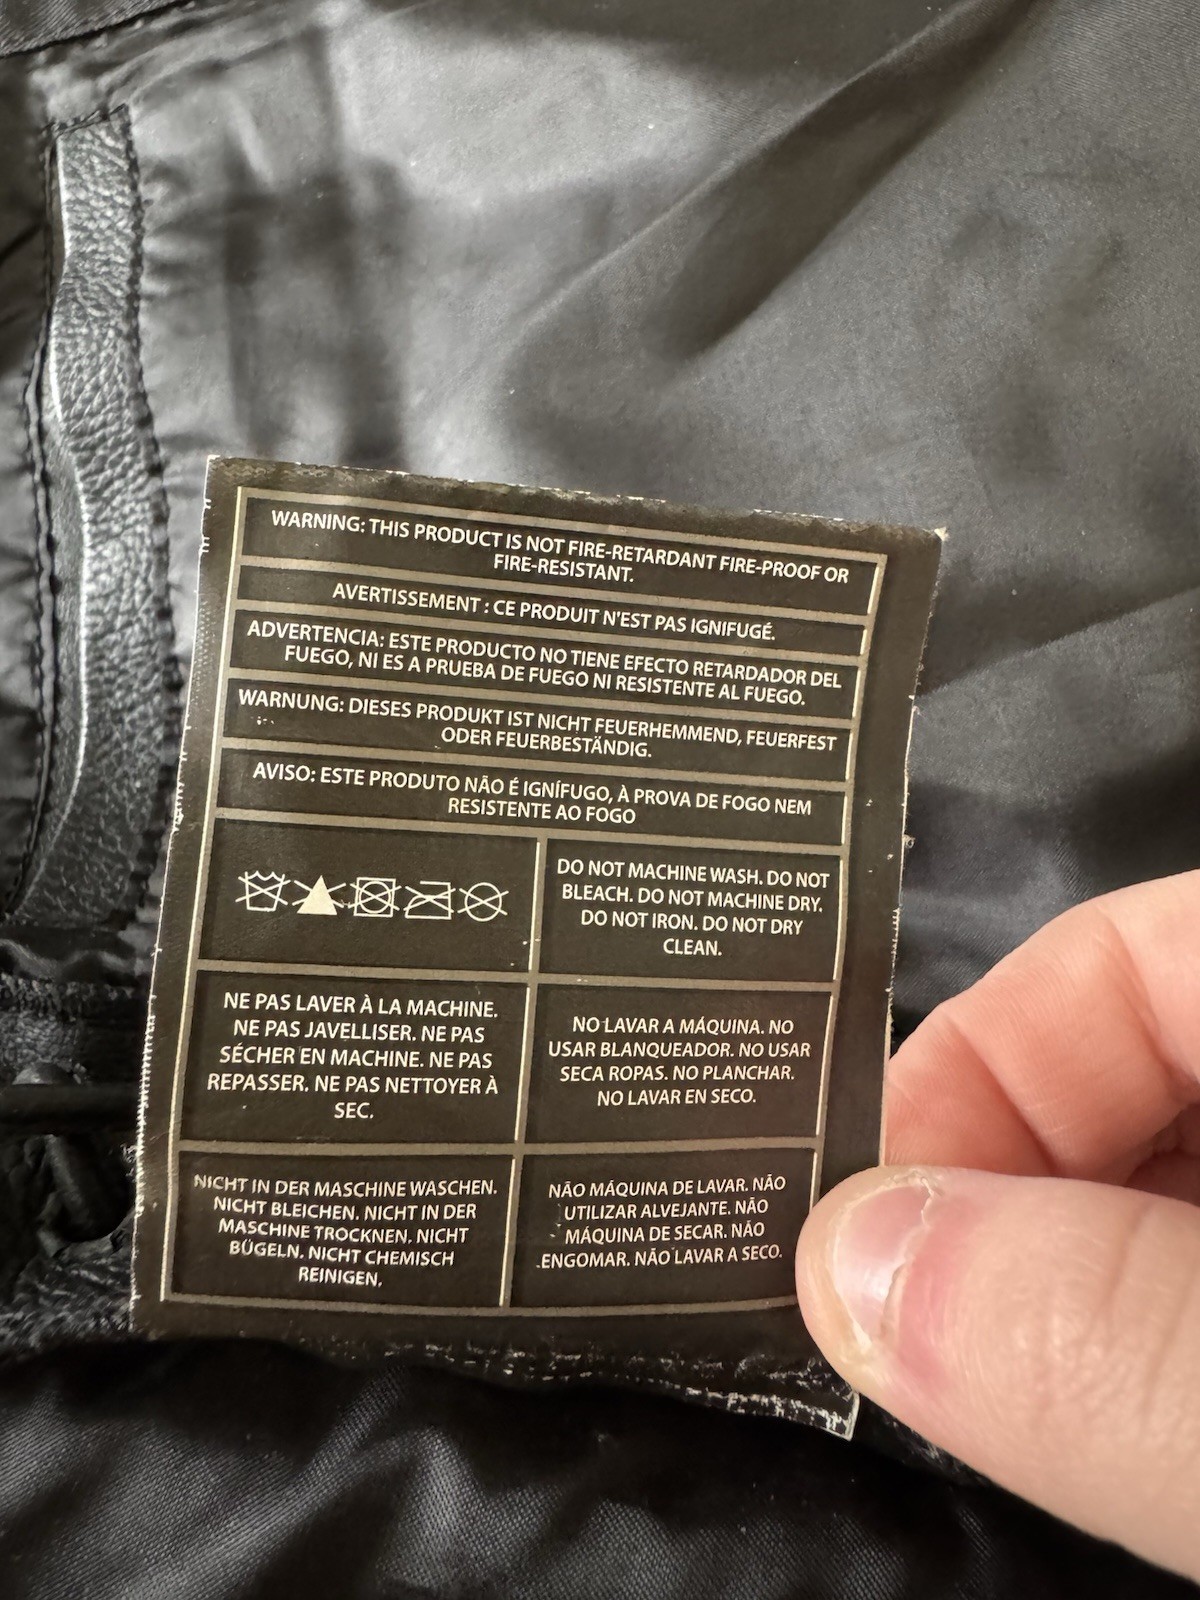 WARNING: THIS PRODUCT IS NOT FIRE-RETARDANT FIRE-PROOF OR
FIRE-RESISTANT.
AVERTISSEMENT : CE PRODUIT N'EST PAS IGNIFUGÉ.
ADVERTENCIA: ESTE PRODUCTO NO TIENE EFECTO RETARDADOR DEL
FUEGO, NI ES A PRUEBA DE FUEGO NI RESISTENTE AL FUEGO.
WARNUNG: DIESES PRODUKT IST NICHT FEUERHEMMEND, FEUERFEST
ODER FEUERBESTÄNDIG.
AVISO: ESTE PRODUTO NÃO É IGNÍFUGO, À PROVA DE FOGO NEM
RESISTENTE AO FOGO
DO NOT MACHINE WASH. DO NOT
BLEACH. DO NOT MACHINE DRY.
DO NOT IRON. DO NOT DRY
CLEAN.
NE PAS LAVER À LA MACHINE.
NE PAS JAVELLISER. NE PAS
SÉCHER EN MACHINE. NE PAS
REPASSER. NE PAS NETTOYER À
SEC.
NO LAVAR A MÁQUINA. NO
USAR BLANQUEADOR. NO USAR
SECA ROPAS. NO PLANCHAR.
NO LAVAR EN SECO.
NICHT IN DER MASCHINE WASCHEN.
NICHT BLEICHEN. NICHT IN DER
MASCHINE TROCKNEN. NICHT
BÜGELN. NICHT CHEMISCH
REINIGEN.
NÃO MÁQUINA DE LAVAR. NÃO
UTILIZAR ALVEJANTE. NÃO
MÁQUINA DE SECAR. NÃO
ENGOMAR. NÃO LAVAR A SECO.